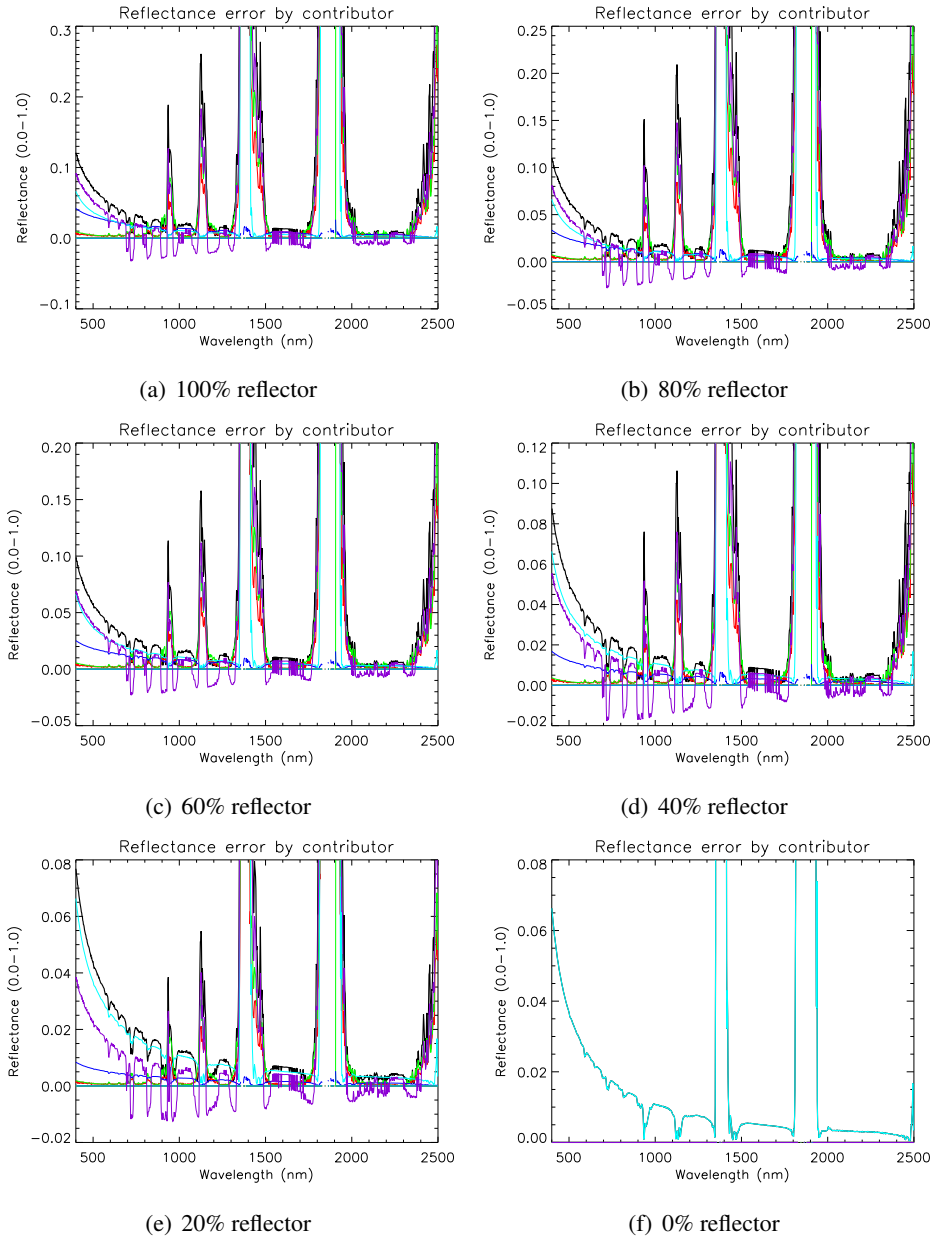 Reflectance error by contributor
Reflectance (0.0−1.0)
0.3
0.2
0.1
0.0
−0.1
500 1000 1500 2000 2500
Wavelength (nm)
(a) 100% reflector
Reflectance error by contributor
Reflectance (0.0−1.0)
0.25
0.20
0.15
0.10
0.05
0.00
−0.05
500 1000 1500 2000 2500
Wavelength (nm)
(b) 80% reflector
Reflectance error by contributor
Reflectance (0.0−1.0)
0.20
0.15
0.10
0.05
0.00
−0.05
500 1000 1500 2000 2500
Wavelength (nm)
(c) 60% reflector
Reflectance error by contributor
Reflectance (0.0−1.0)
0.12
0.10
0.08
0.06
0.04
0.02
0.00
−0.02
500 1000 1500 2000 2500
Wavelength (nm)
(d) 40% reflector
Reflectance error by contributor
Reflectance (0.0−1.0)
0.08
0.06
0.04
0.02
0.00
−0.02
500 1000 1500 2000 2500
Wavelength (nm)
(e) 20% reflector
Reflectance error by contributor
Reflectance (0.0−1.0)
0.08
0.06
0.04
0.02
0.00
500 1000 1500 2000 2500
Wavelength (nm)
(f) 0% reflector